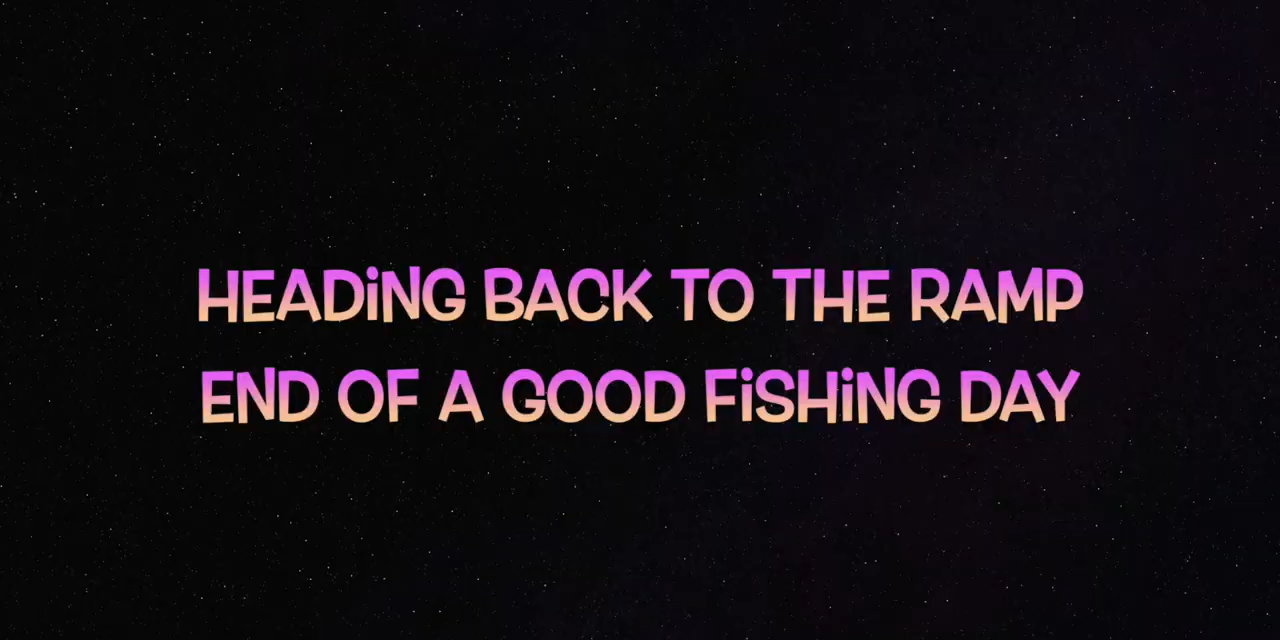 HEADiNG BACK TO THE RAMP
END OF A GOOD FiSHiNG DAY